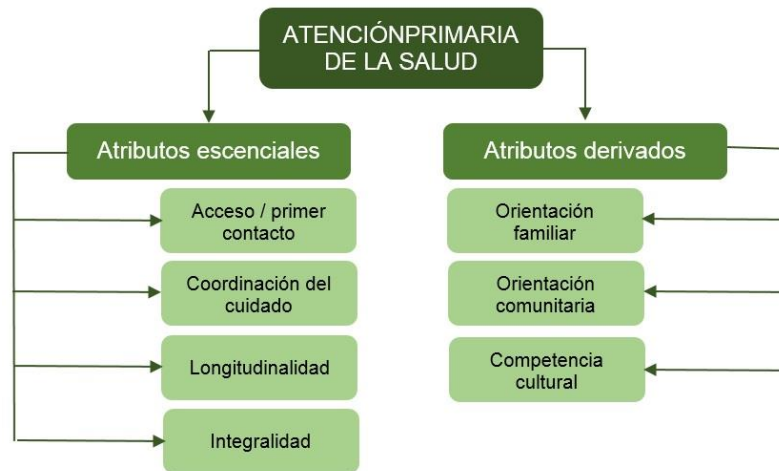 ATENCIÓNPRIMARIA
DE LA SALUD
Atributos escenciales
Acceso / primer
contacto
Coordinación del
cuidado
Longitudinalidad
Integralidad
Atributos derivados
Orientación
familiar
Orientación
comunitaria
Competencia
cultural